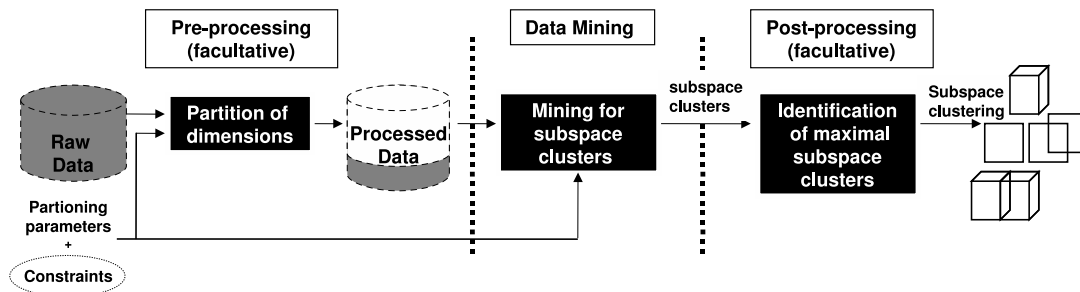 Pre-processing
(facultative)
Data Mining
Post-processing
(facultative)
Raw
Data
Partition of
dimensions
Processed
Data
Mining for
subspace
clusters
subspace
clusters
Identification
of maximal
subspace
clusters
Subspace
clustering
Partioning
parameters
+
Constraints